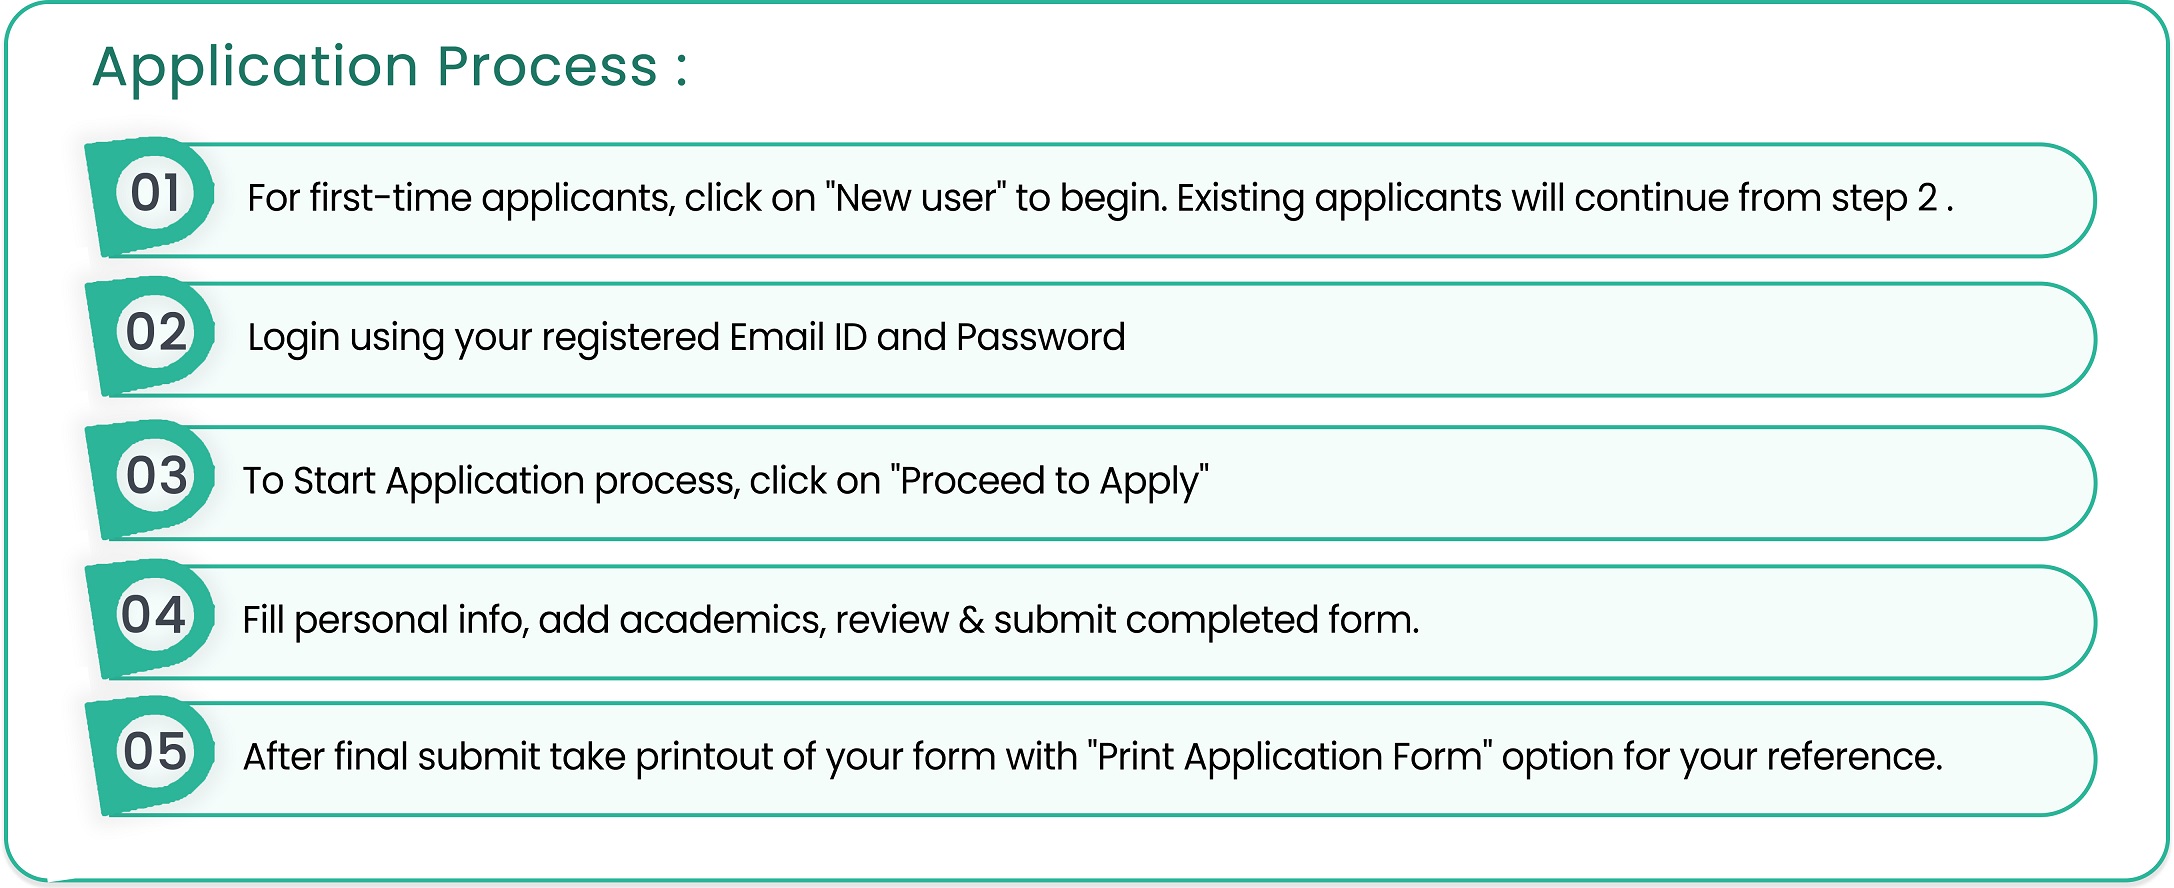 Application Process :
01 For first-time applicants, click on "New user" to begin. Existing applicants will continue from step 2 .
02 Login using your registered Email ID and Password
03 To Start Application process, click on "Proceed to Apply"
04 Fill personal info, add academics, review & submit completed form.
05 After final submit take printout of your form with "Print Application Form" option for your reference.